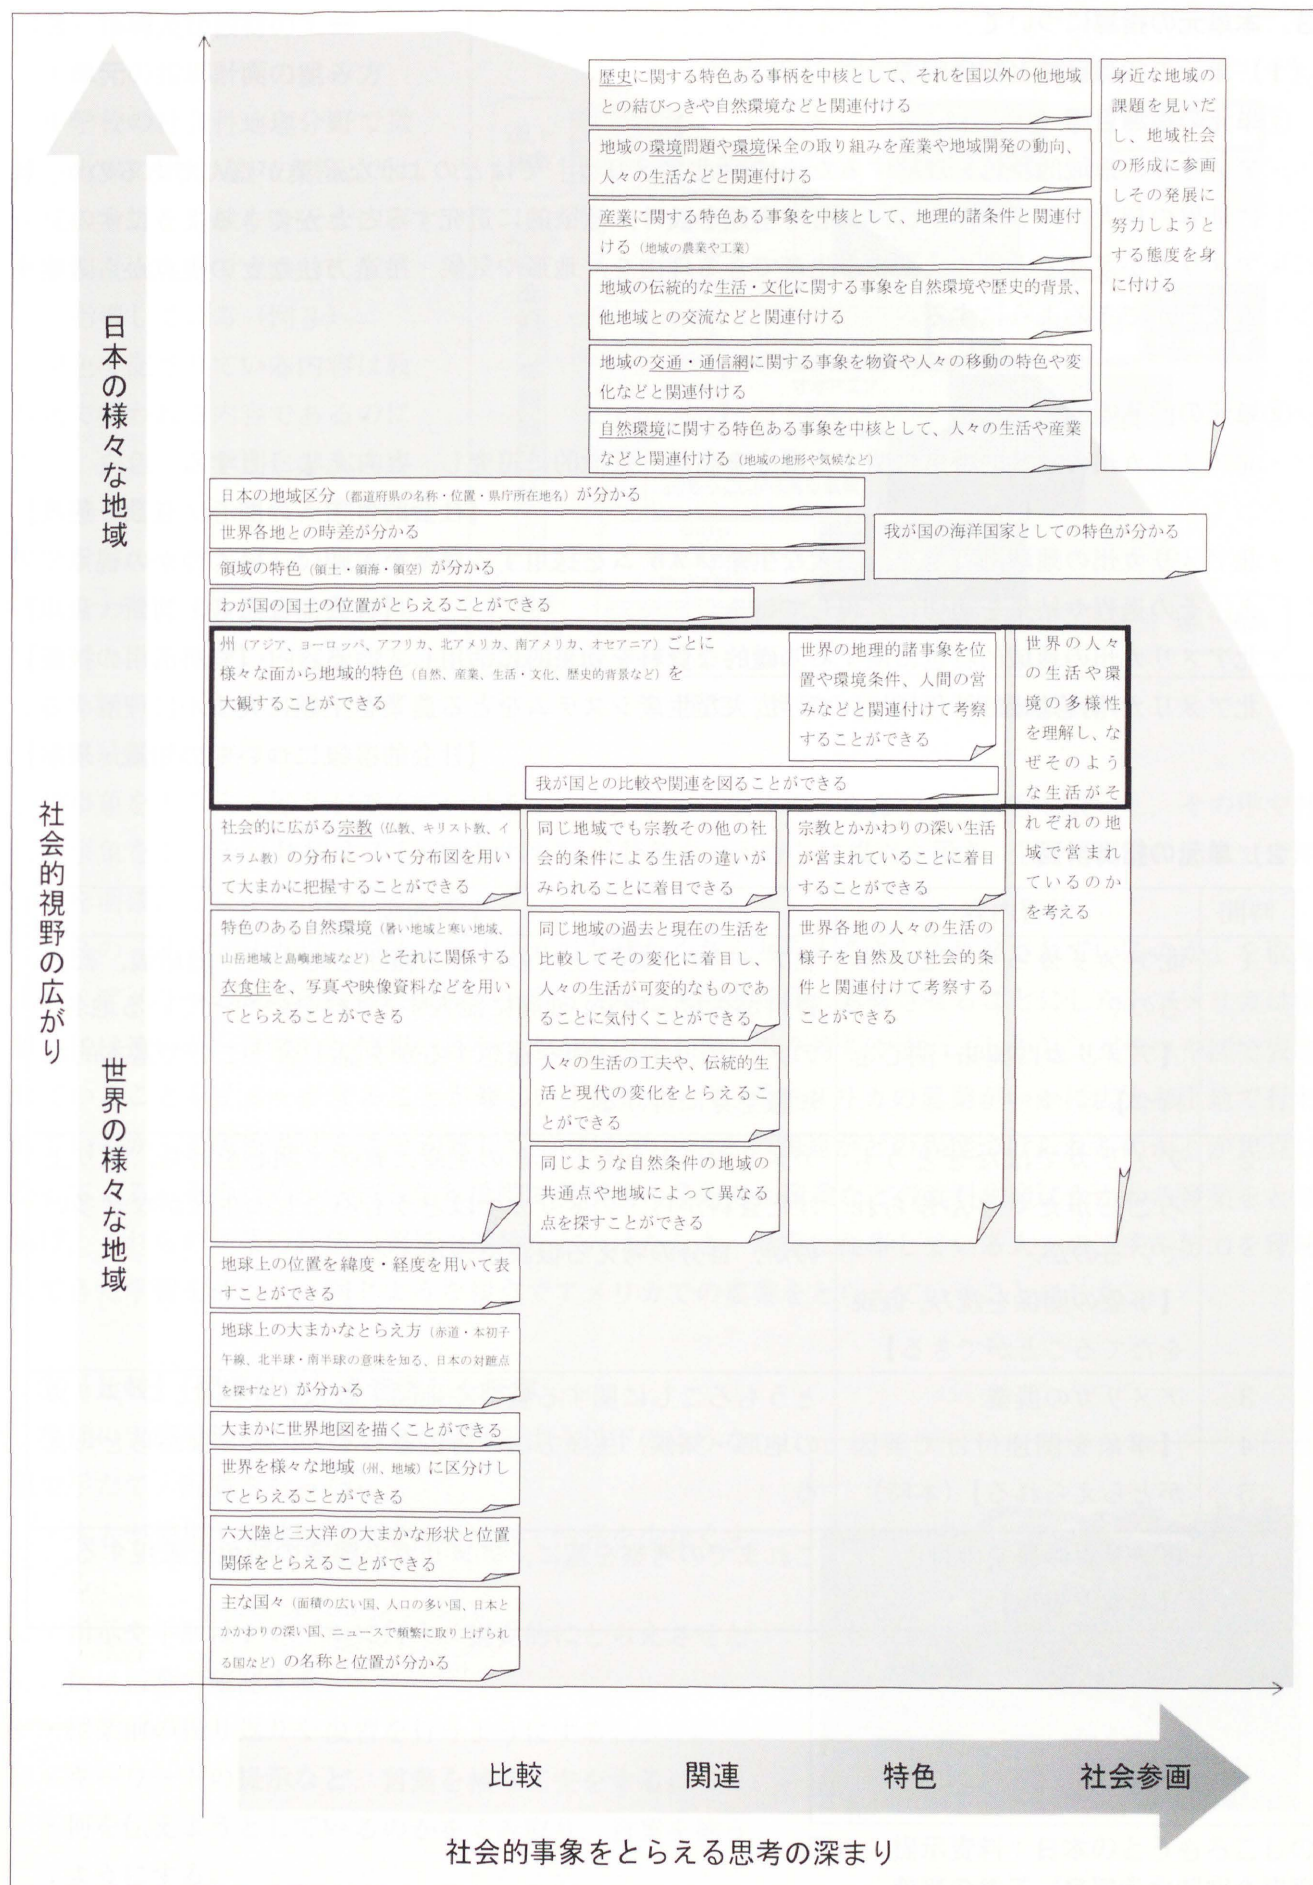 歴史に関する特色ある事柄を中核として、それを国以外の他地域
との結びつきや自然環境などと関連付ける
地域の環境問題や環境保全の取り組みを産業や地域開発の動向、
人々の生活などと関連付ける
産業に関する特色ある事象を中核として、地理的諸条件と関連付
ける（地域の農業や工業）
地域の伝統的な生活・文化に関する事象を自然環境や歴史的背景、
他地域との交流などと関連付ける
地域の交通・通信網に関する事象を物資や人々の移動の特色や変
化などと関連付ける
自然環境に関する特色ある事象を中核として、人々の生活や産業
などと関連付ける（地域の地形や気候など）
身近な地域の
課題を見いだ
し、地域社会
の形成に参画
しその発展に
努力しようと
する態度を身
に付ける
日本の様々な地域
日本の地域区分（都道府県の名称・位置・県庁所在地名）が分かる
世界各地との時差が分かる
領域の特色（領土・領海・領空）が分かる
わが国の国土の位置がとらえることができる
我が国の海洋国家としての特色が分かる
州（アジア、ヨーロッパ、アフリカ、北アメリカ、南アメリカ、オセアニア）ごとに
様々な面から地域的特色（自然、産業、生活・文化、歴史的背景など）を
大観することができる
世界の地理的諸事象を位
置や環境条件、人間の営
みなどと関連付けて考察
することができる
我が国との比較や関連を図ることができる
世界の人々
の生活や環
境の多様性
を理解し、な
ぜそのよう
な生活がそ
れぞれの地
域で営まれ
ているのか
を考える
社会的視野の広がり
社会的に広がる宗教（仏教、キリスト教、イ
スラム教）の分布について分布図を用い
て大まかに把握することができる
同じ地域でも宗教その他の社
会的条件による生活の違いが
みられることに着目できる
宗教とかかわりの深い生活
が営まれていることに着目
することができる
特色のある自然環境（暑い地域と寒い地域、
山岳地域と島嶼地域など）とそれに関係する
衣食住を、写真や映像資料などを用い
てとらえることができる
同じ地域の過去と現在の生活を
比較してその変化に着目し、
人々の生活が可変的なものであ
ることに気付くことができる
世界各地の人々の生活の
様子を自然及び社会的条
件と関連付けて考察する
ことができる
人々の生活の工夫や、伝統的生
活と現代の変化をとらえるこ
とができる
同じような自然条件の地域の
共通点や地域によって異なる
点を探すことができる
世界の様々な地域
地球上の位置を緯度・経度を用いて表
すことができる
地球上の大まかなとらえ方（赤道・本初子
午線、北半球・南半球の意味を知る、日本の対蹠点
を探すなど）が分かる
大まかに世界地図を描くことができる
世界を様々な地域（州、地域）に区分けし
てとらえることができる
六大陸と三大洋の大まかな形状と位置
関係をとらえることができる
主な国々（面積の広い国、人口の多い国、日本と
かかわりの深い国、ニュースで頻繁に取り上げられ
る国など）の名称と位置が分かる
比較　関連　特色　社会参画
社会的事象をとらえる思考の深まり